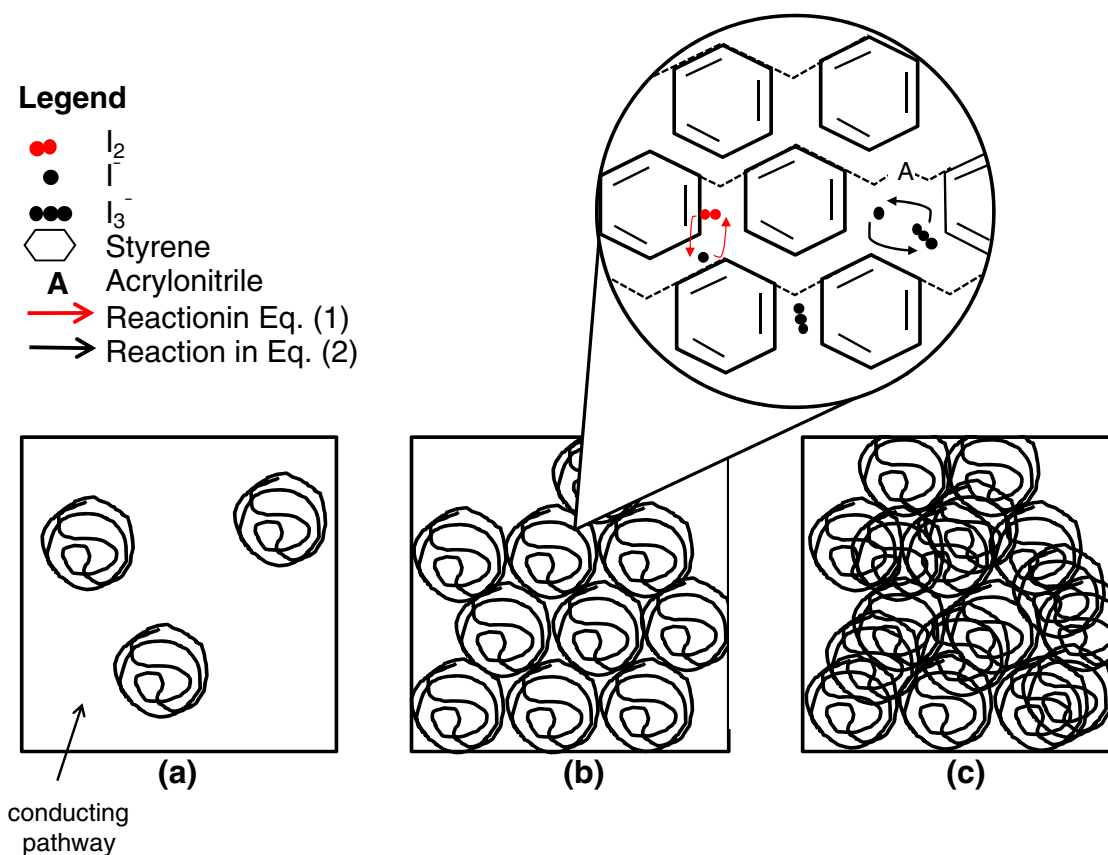 Legend
I2
I-
I3-
Styrene
A Acrylonitrile
Reactionin Eq. (1)
Reaction in Eq. (2)
A
(a) (b) (c)
conducting
pathway